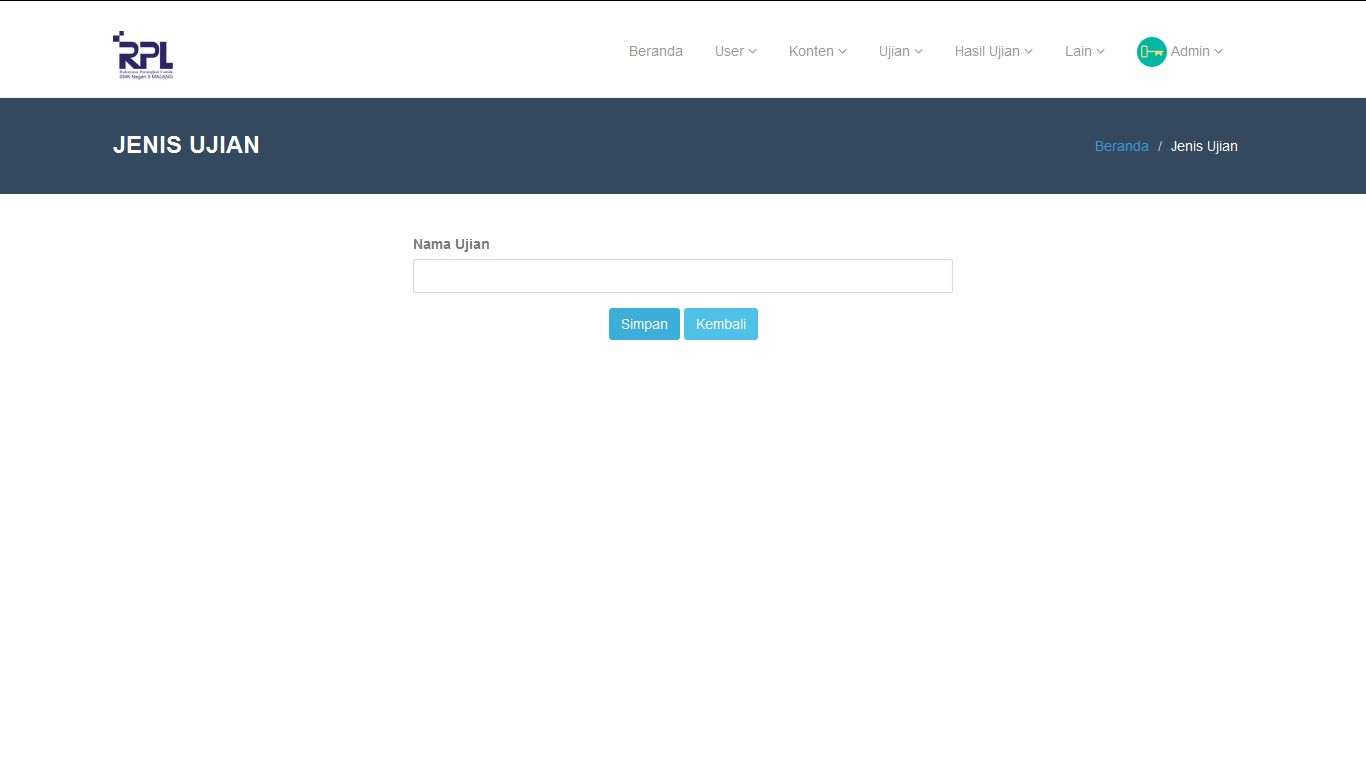 RPL
Rekayasa Perangkat Lunak
SMK Negeri 5 MALANG
Beranda User Konten Ujian Hasil Ujian Lain Admin
JENIS UJIAN
Beranda / Jenis Ujian
Nama Ujian
Simpan Kembali